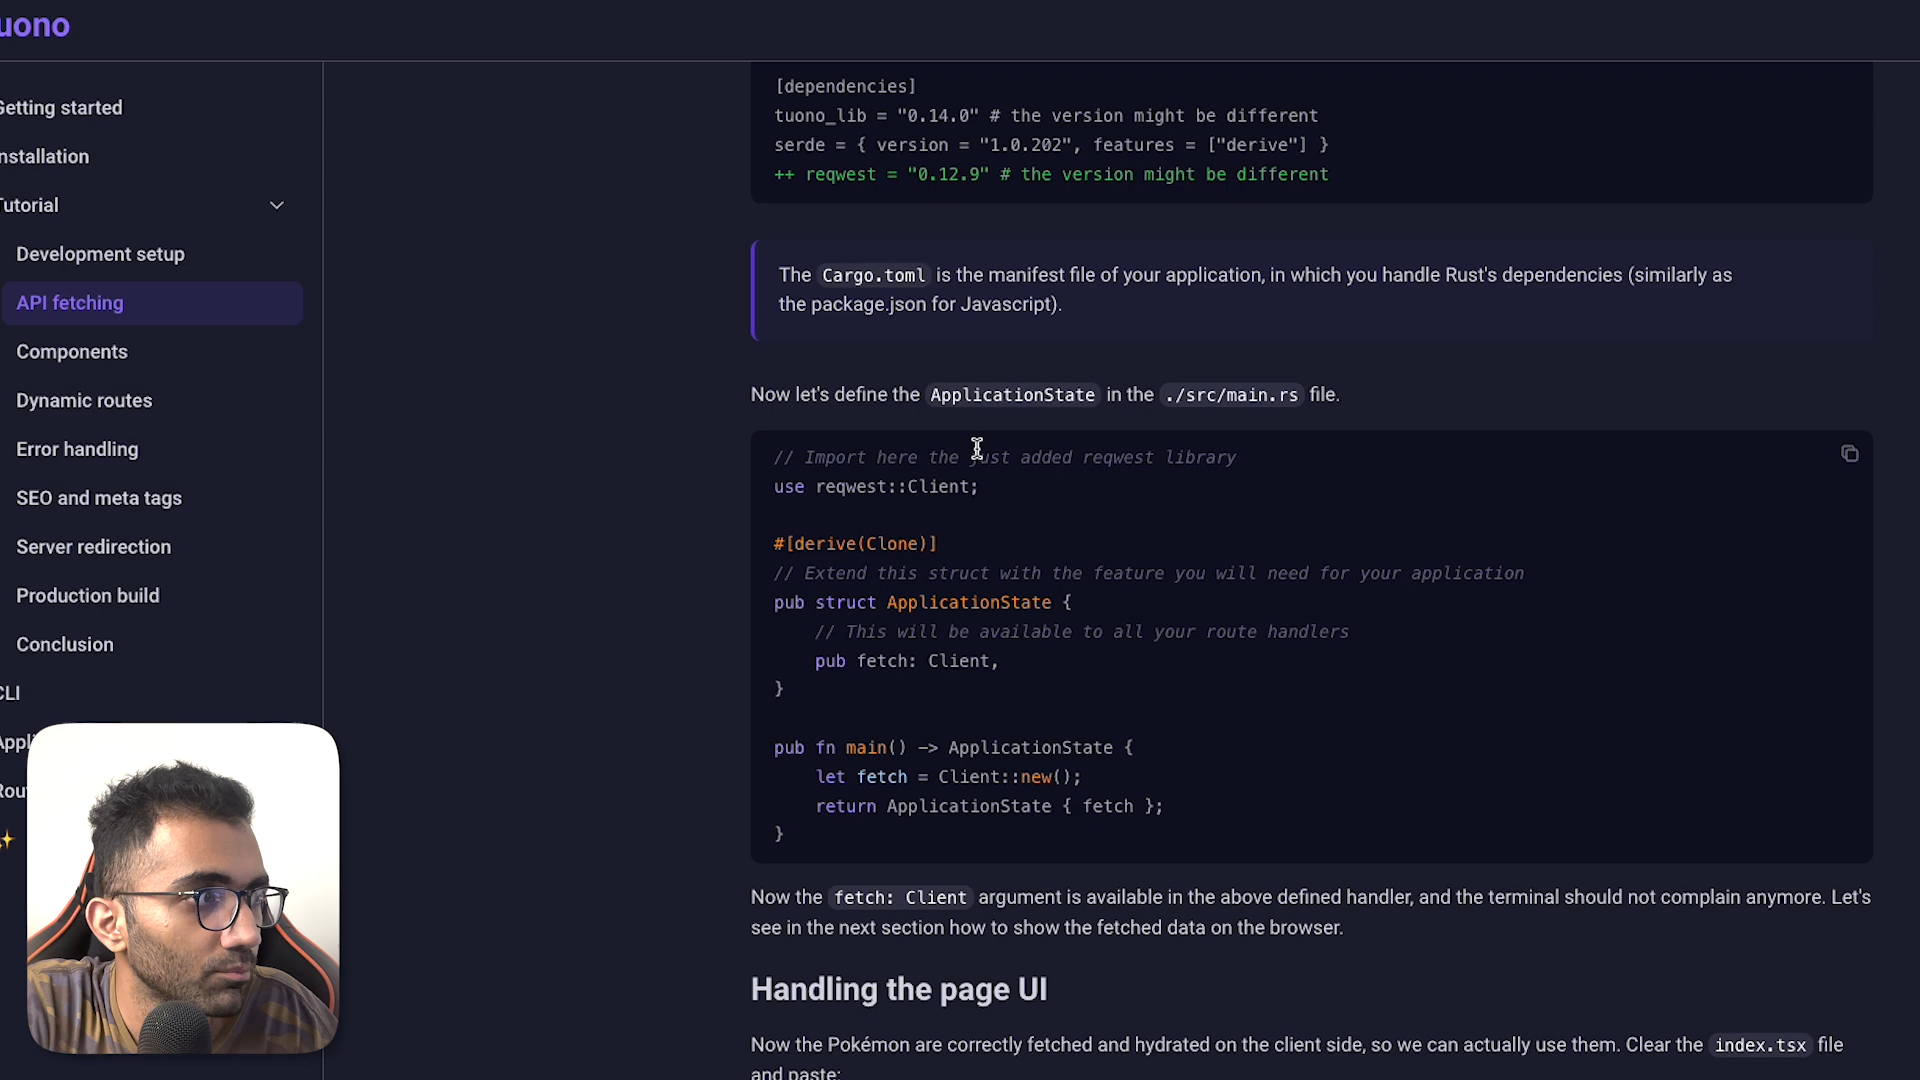 uono
Getting started
Installation
Tutorial
Development setup
API fetching
Components
Dynamic routes
Error handling
SEO and meta tags
Server redirection
Production build
Conclusion
CLI
Appl
Rou
[dependencies]
tuono_lib = "0.14.0" # the version might be different
serde = { version = "1.0.202", features = ["derive"] }
++ reqwest = "0.12.9" # the version might be different
The Cargo.toml is the manifest file of your application, in which you handle Rust's dependencies (similarly as
the package.json for Javascript).
Now let's define the ApplicationState in the ./src/main.rs file.
// Import here the just added reqwest library
use reqwest::Client;
#[derive(Clone)]
// Extend this struct with the feature you will need for your application
pub struct ApplicationState {
// This will be available to all your route handlers
pub fetch: Client,
}
pub fn main() -> ApplicationState {
let fetch = Client::new();
return ApplicationState { fetch };
}
Now the fetch: Client argument is available in the above defined handler, and the terminal should not complain anymore. Let's
see in the next section how to show the fetched data on the browser.
Handling the page UI
Now the Pokémon are correctly fetched and hydrated on the client side, so we can actually use them. Clear the index.tsx file
and paste: